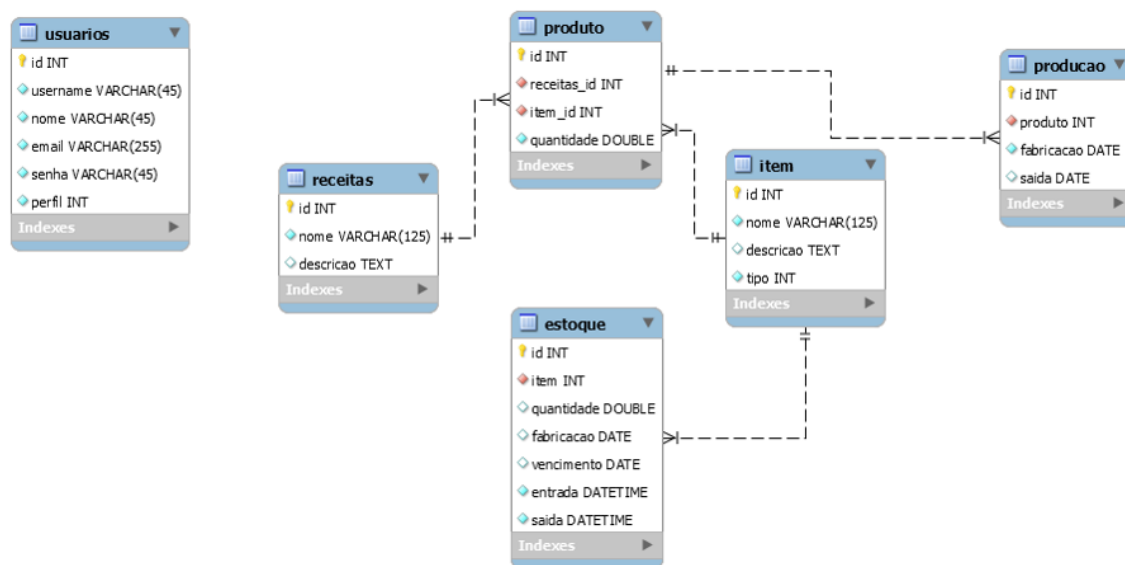 usuarios
id INT
username VARCHAR(45)
nome VARCHAR(45)
email VARCHAR(255)
senha VARCHAR(45)
perfil INT
Indexes
receitas
id INT
nome VARCHAR(125)
descricao TEXT
Indexes
produto
id INT
receitas_id INT
item_id INT
quantidade DOUBLE
Indexes
estoque
id INT
item INT
quantidade DOUBLE
fabricacao DATE
vencimento DATE
entrada DATETIME
saida DATETIME
Indexes
item
id INT
nome VARCHAR(125)
descricao TEXT
tipo INT
Indexes
producao
id INT
produto INT
fabricacao DATE
saida DATE
Indexes